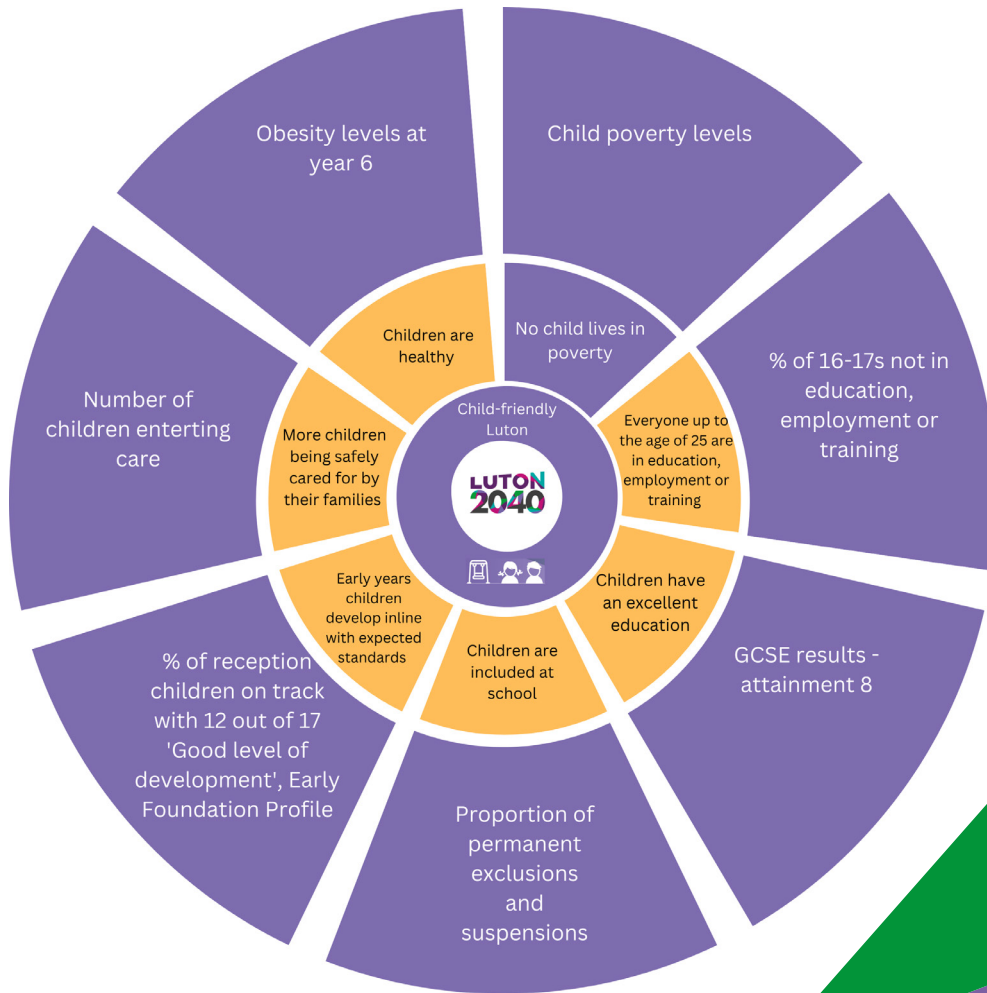 Obesity levels at
year 6
Child poverty levels
% of 16-17s not in
education,
employment or
training
GCSE results -
attainment 8
Proportion of
permanent
exclusions
and
suspensions
% of reception
children on track
with 12 out of 17
'Good level of
development', Early
Foundation Profile
Number of
children enterting
care
Children are
healthy
No child lives in
poverty
Everyone up to
the age of 25 are
in education,
employment or
training
Children have
an excellent
education
Children are
included at
school
Early years
children
develop inline
with expected
standards
More children
being safely
cared for by
their families
Child-friendly
Luton
LUTON
2040